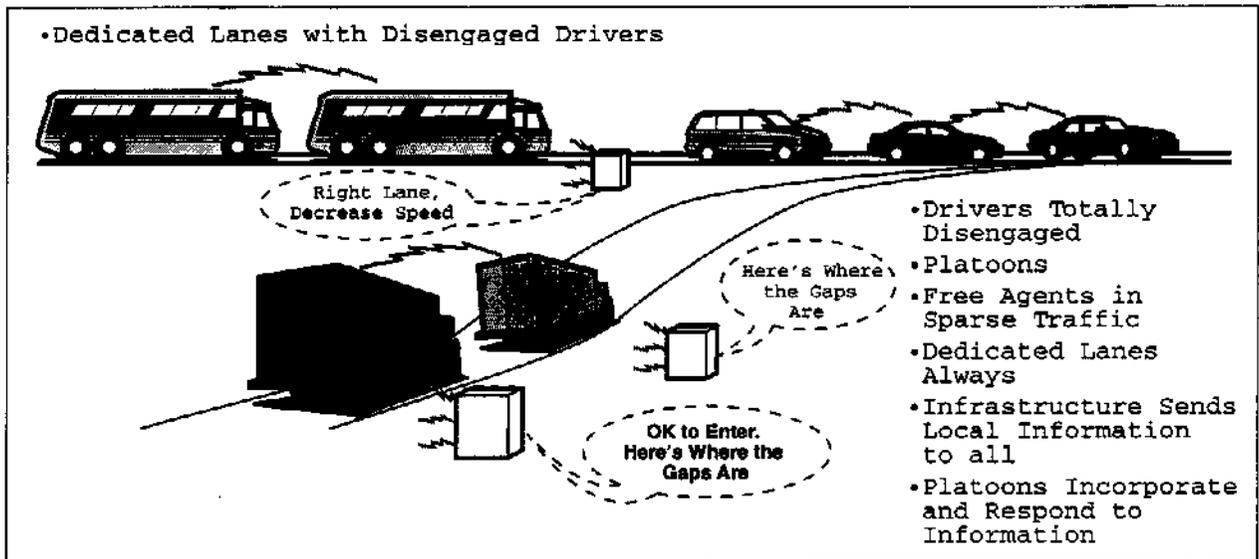 •Dedicated Lanes with Disengaged Drivers
Right Lane,
Decrease Speed
Here's Where
the Gaps
Are
OK to Enter.
Here's Where the
Gaps Are
•Drivers Totally
Disengaged
•Platoons
•Free Agents in
Sparse Traffic
•Dedicated Lanes
Always
•Infrastructure Sends
Local Information
to all
•Platoons Incorporate
and Respond to
Information